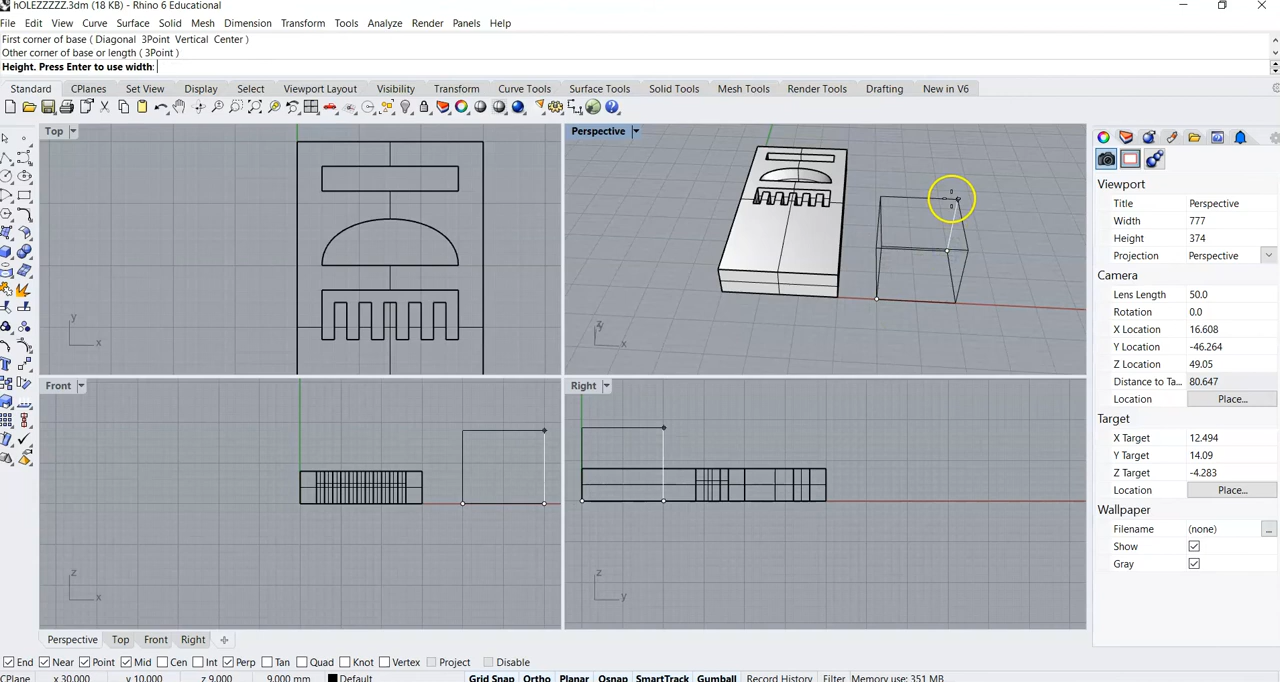 hOLEZZZZZ.3dm (18 KB) - Rhino 6 Educational
File Edit View Curve Surface Solid Mesh Dimension Transform Tools Analyze Render Panels Help
First corner of base ( Diagonal 3Point Vertical Center )
Other corner of base or length ( 3Point )
Height. Press Enter to use width:
Standard CPlanes Set View Display Select Viewport Layout Visibility Transform Curve Tools Surface Tools Solid Tools Mesh Tools Render Tools Drafting New in V6
Top
y
x
Perspective
z
y
x
Front
z
x
Right
z
y
Viewport
Title Perspective
Width 777
Height 374
Projection Perspective
Camera
Lens Length 50.0
Rotation 0.0
X Location 16.608
Y Location -46.264
Z Location 49.05
Distance to Ta... 80.647
Location Place...
Target
X Target 12.494
Y Target 14.09
Z Target -4.283
Location Place...
Wallpaper
Filename (none) ...
Show
Gray
Perspective Top Front Right
End Near Point Mid Cen Int Perp Tan Quad Knot Vertex Project Disable
CPlane x 30.000 y 10.000 z 9.000 9.000 mm Default Grid Snap Ortho Planar Osnap SmartTrack Gumball Record History Filter Memory use: 351 MB